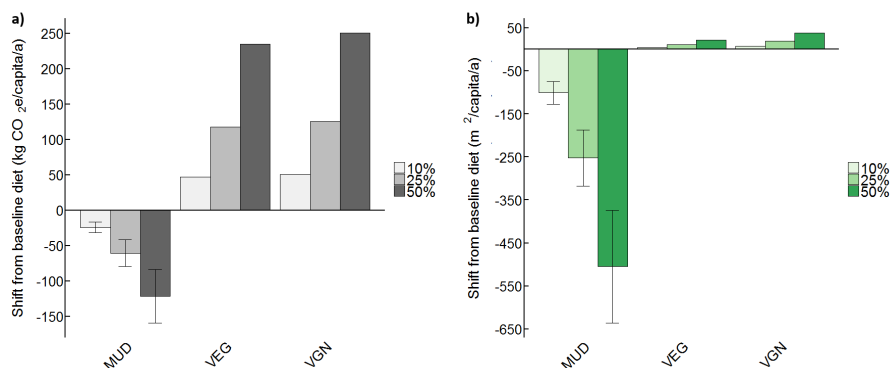 a)
Shift from baseline diet (kg CO 2e/capita/a)
250
200
150
100
50
0
-50
-100
-150
MUD
VEG
VGN
10%
25%
50%
b)
Shift from baseline diet (m 2/capita/a)
50
-50
-150
-250
-350
-450
-550
-650
MUD
VEG
VGN
10%
25%
50%